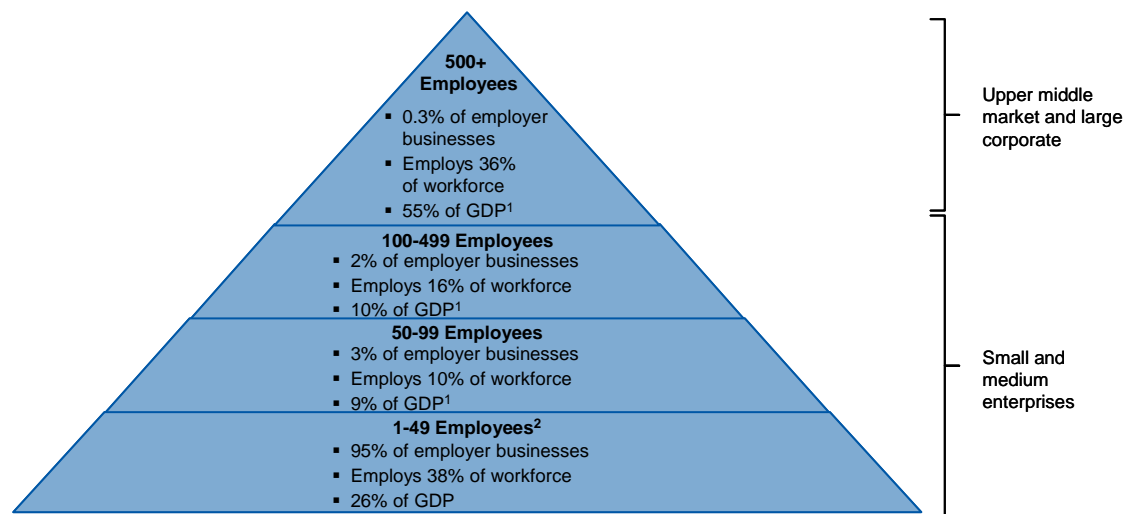 500+
Employees
▪ 0.3% of employer
businesses
▪ Employs 36%
of workforce
▪ 55% of GDP¹
100-499 Employees
▪ 2% of employer businesses
▪ Employs 16% of workforce
▪ 10% of GDP¹
50-99 Employees
▪ 3% of employer businesses
▪ Employs 10% of workforce
▪ 9% of GDP¹
1-49 Employees²
▪ 95% of employer businesses
▪ Employs 38% of workforce
▪ 26% of GDP
Upper middle
market and large
corporate
Small and
medium
enterprises